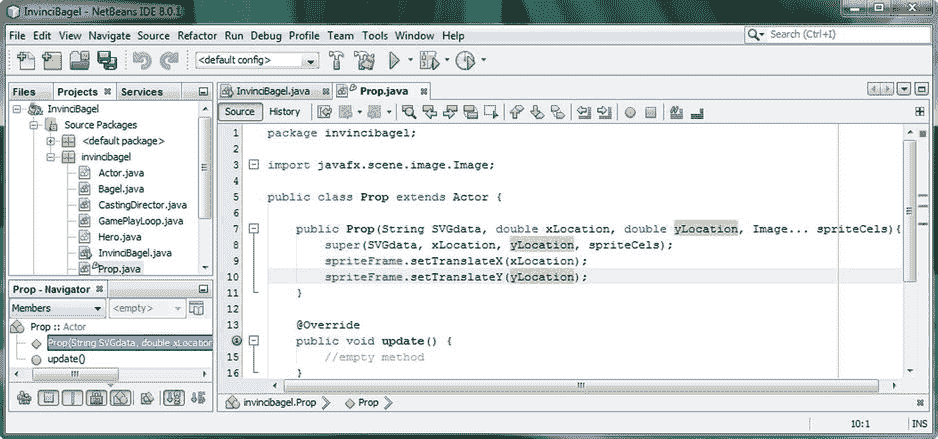 InvinciBagel - NetBeans IDE 8.0.1
File Edit View Navigate Source Refactor Run Debug Profile Team Tools Window Help
Search (Ctrl+I)
<default config>
Files Projects Services
InvinciBagel
Source Packages
<default package>
invincibagel
Actor.java
Bagel.java
CastingDirector.java
GamePlayLoop.java
Hero.java
InvinciBagel.java
Prop.java
Prop - Navigator
Members <empty>
Prop :: Actor
Prop(String SVGdata, double xLocation
update()
InvinciBagel.java Prop.java
Source History
1 package invincibagel;
2
3 import javafx.scene.image.Image;
4
5 public class Prop extends Actor {
6
7 public Prop(String SVGdata, double xLocation, double yLocation, Image... spriteCels){
8 super(SVGdata, xLocation, yLocation, spriteCels);
9 spriteFrame.setTranslateX(xLocation);
10 spriteFrame.setTranslateY(yLocation);
11 }
12
13 @Override
public void update() {
15 //empty method
16 }
invincibagel.Prop Prop
10:1 INS